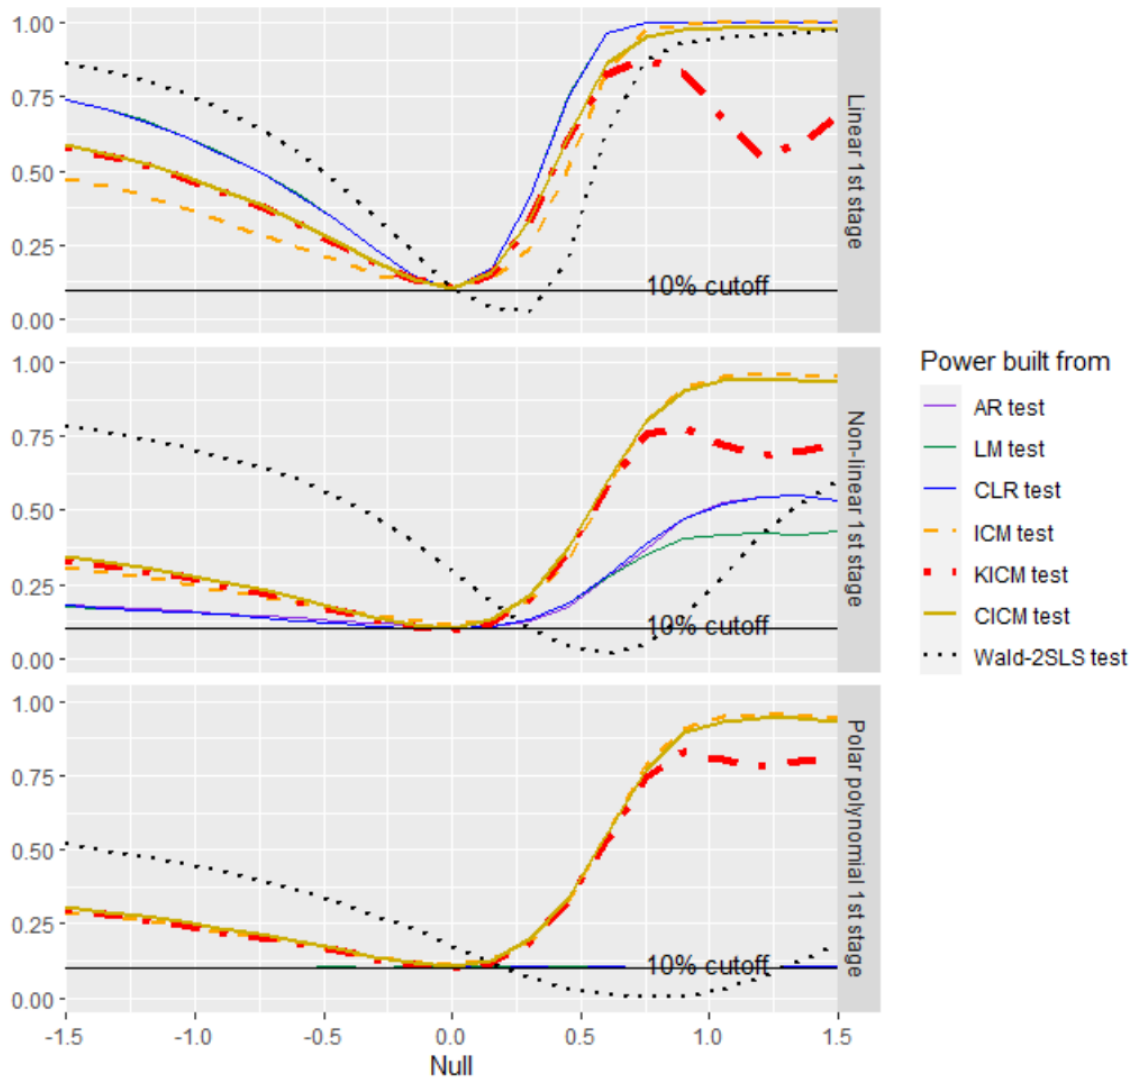 1.00
0.75
0.50
0.25
0.00
10% cutoff
Linear 1st stage
1.00
0.75
0.50
0.25
0.00
10% cutoff
Non-linear 1st stage
1.00
0.75
0.50
0.25
0.00
10% cutoff
Polar polynomial 1st stage
-1.5 -1.0 -0.5 0.0 0.5 1.0 1.5
Null
Power built from
AR test
LM test
CLR test
ICM test
KICM test
CICM test
Wald-2SLS test